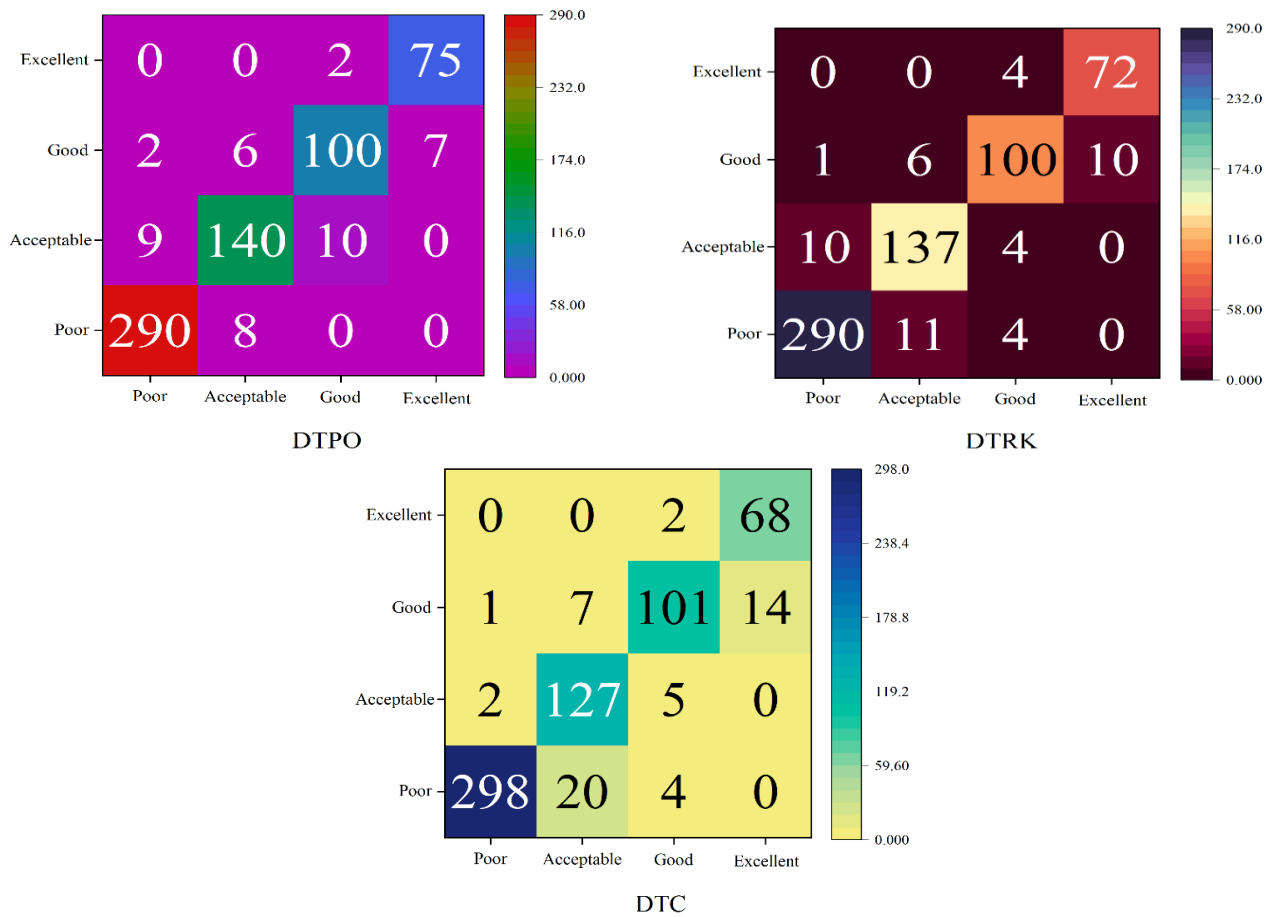 Excellent 0 0 2 75
Good 2 6 100 7
Acceptable 9 140 10 0
Poor 290 8 0 0
Poor Acceptable Good Excellent
290.0
232.0
174.0
116.0
58.00
0.000
DTPO
Excellent 0 0 4 72
Good 1 6 100 10
Acceptable 10 137 4 0
Poor 290 11 4 0
Poor Acceptable Good Excellent
290.0
232.0
174.0
116.0
58.00
0.000
DTRK
Excellent 0 0 2 68
Good 1 7 101 14
Acceptable 2 127 5 0
Poor 298 20 4 0
Poor Acceptable Good Excellent
298.0
238.4
178.8
119.2
59.60
0.000
DTC